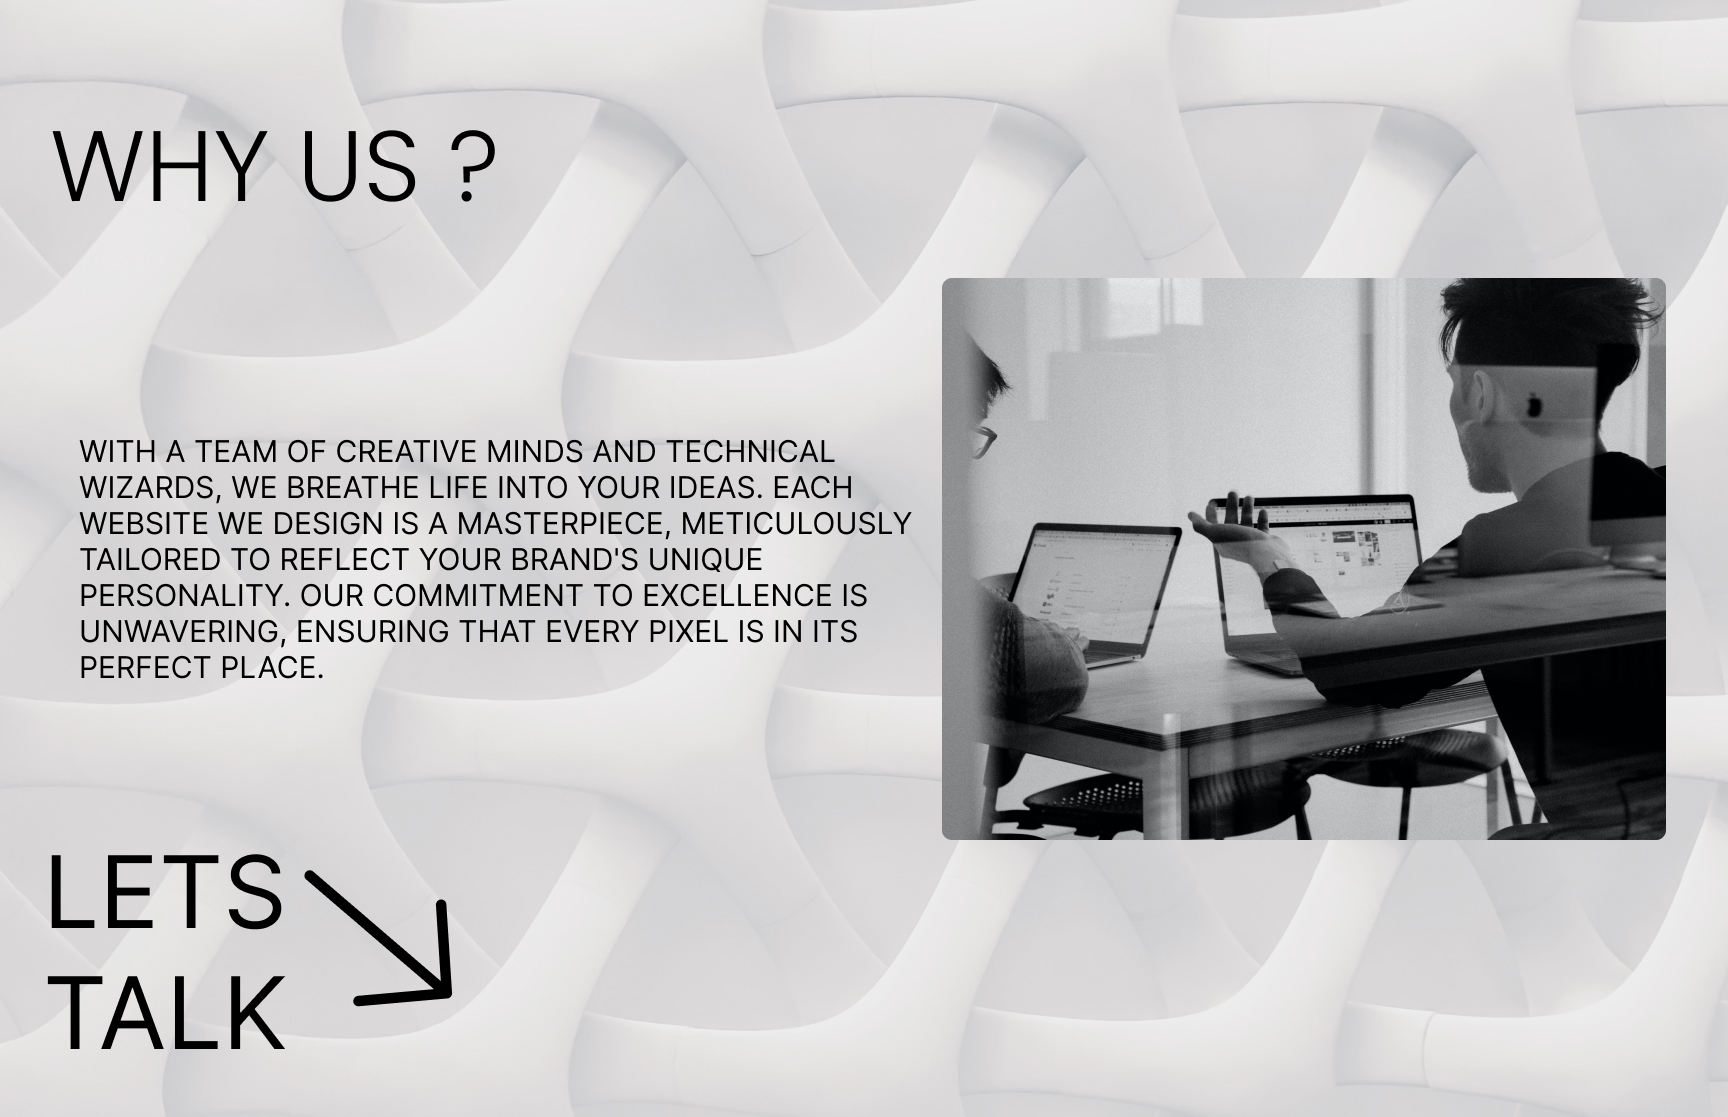 WHY US ?
WITH A TEAM OF CREATIVE MINDS AND TECHNICAL
WIZARDS, WE BREATHE LIFE INTO YOUR IDEAS. EACH
WEBSITE WE DESIGN IS A MASTERPIECE, METICULOUSLY
TAILORED TO REFLECT YOUR BRAND'S UNIQUE
PERSONALITY. OUR COMMITMENT TO EXCELLENCE IS
UNWAVERING, ENSURING THAT EVERY PIXEL IS IN ITS
PERFECT PLACE.
LETS
TALK